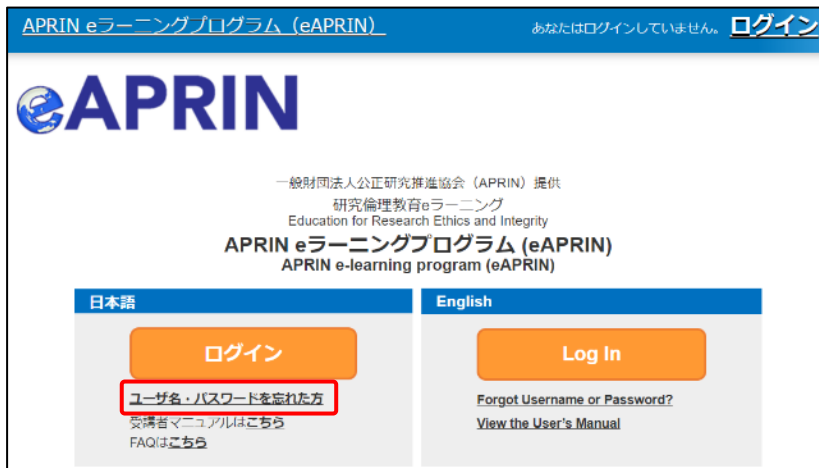 APRIN eラーニングプログラム（eAPRIN） あなたはログインしていません。 ログイン
eAPRIN
一般財団法人公正研究推進協会（APRIN）提供
研究倫理教育eラーニング
Education for Research Ethics and Integrity
APRIN eラーニングプログラム (eAPRIN)
APRIN e-learning program (eAPRIN)
日本語
ログイン
ユーザ名・パスワードを忘れた方
受講者マニュアルはこちら
FAQはこちら
English
Log In
Forgot Username or Password?
View the User's Manual